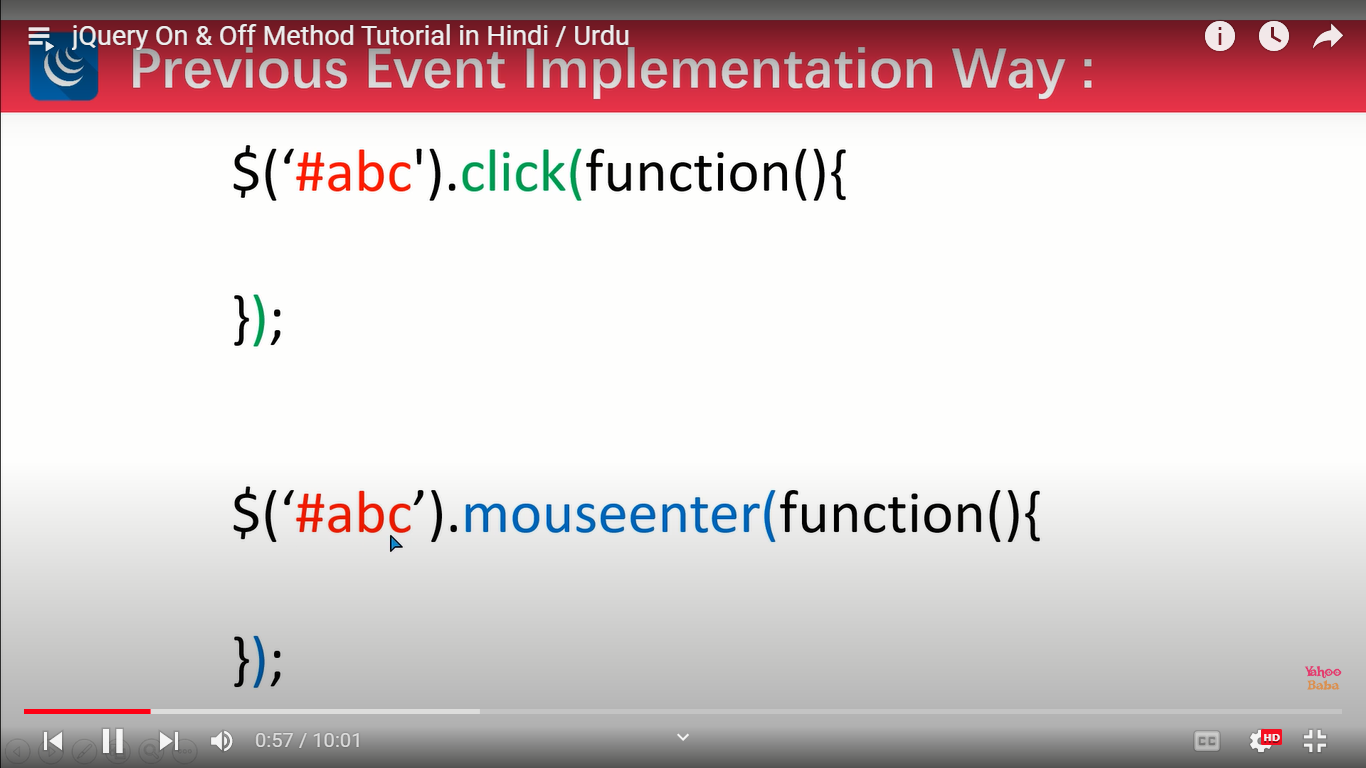 jQuery On & Off Method Tutorial in Hindi / Urdu
Previous Event Implementation Way :
$(‘#abc').click(function(){
});
$(‘#abc’).mouseenter(function(){
});
Yahoo
Baba
0:57 / 10:01
CC
HD